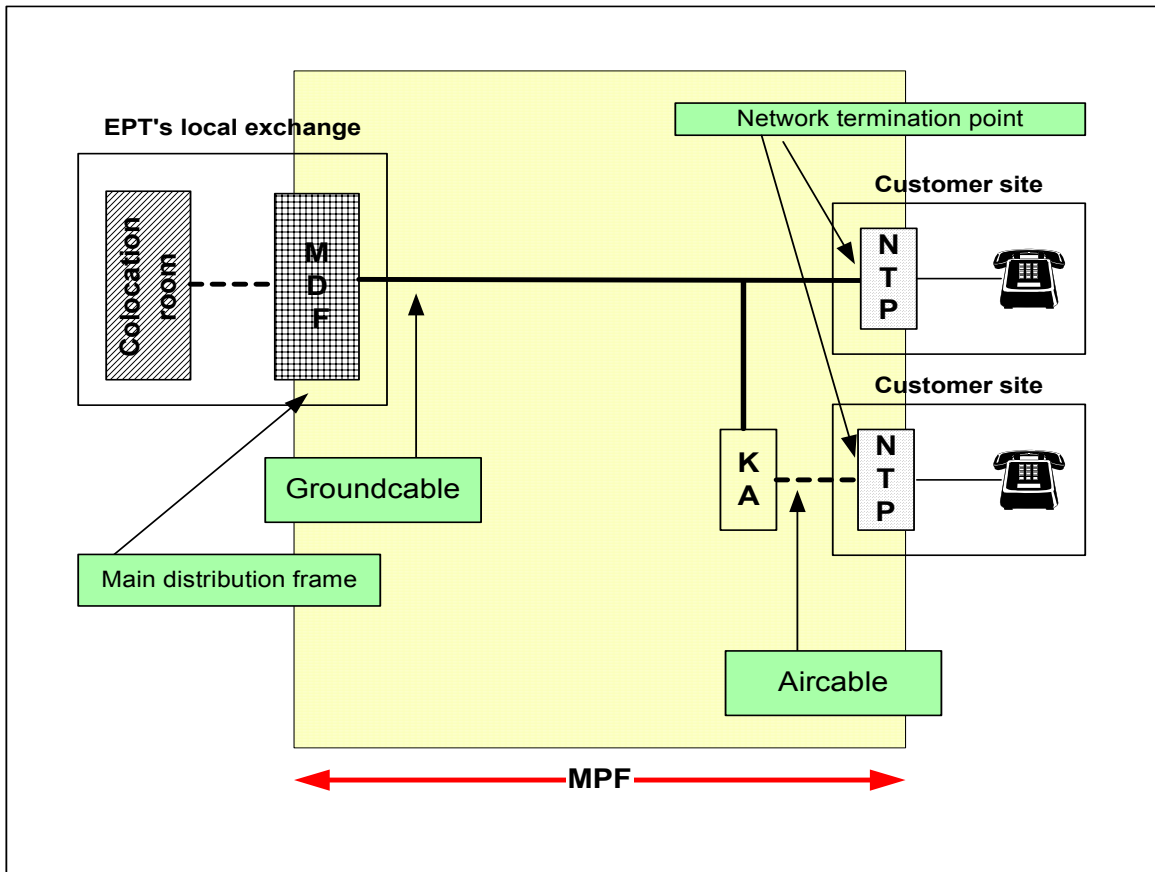 EPT's local exchange
Colocation
room
M
D
F
Network termination point
Customer site
N
T
P
Customer site
N
T
P
K
A
Groundcable
Main distribution frame
Aircable
MPF